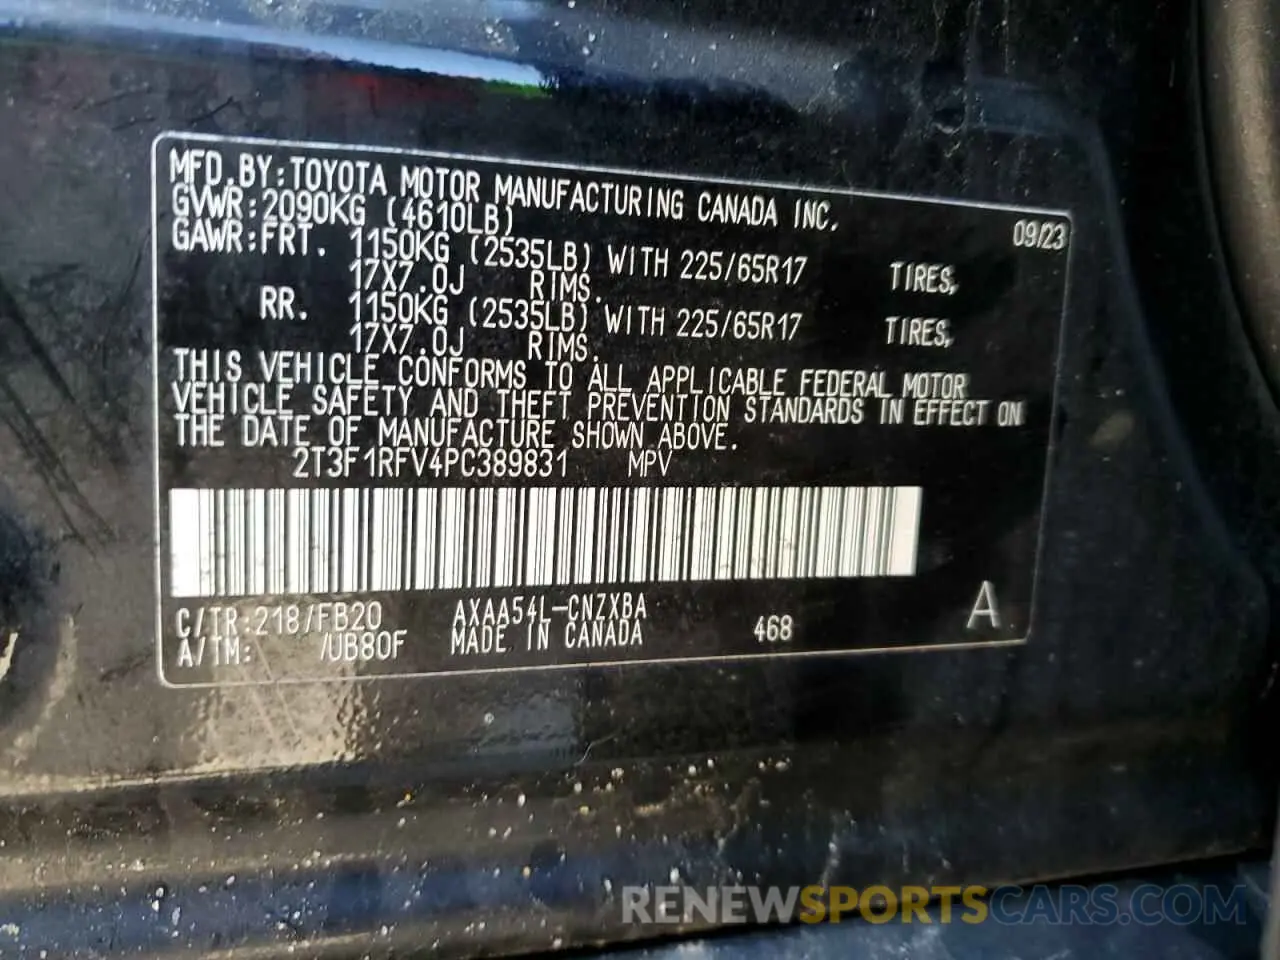 MFD.BY:TOYOTA MOTOR MANUFACTURING CANADA INC.
GVWR:2090KG (4610LB) 09/23
GAWR:FRT. 1150KG (2535LB) WITH 225/65R17 TIRES,
17X7.0J RIMS.
RR. 1150KG (2535LB) WITH 225/65R17 TIRES,
17X7.0J RIMS.
THIS VEHICLE CONFORMS TO ALL APPLICABLE FEDERAL MOTOR
VEHICLE SAFETY AND THEFT PREVENTION STANDARDS IN EFFECT ON
THE DATE OF MANUFACTURE SHOWN ABOVE.
2T3F1RFV4PC389831 MPV
C/TR:218/FB20 AXAA54L-CNZXBA
A/TM: /UB80F MADE IN CANADA 468 A
RENEWSPORTSCARS.COM